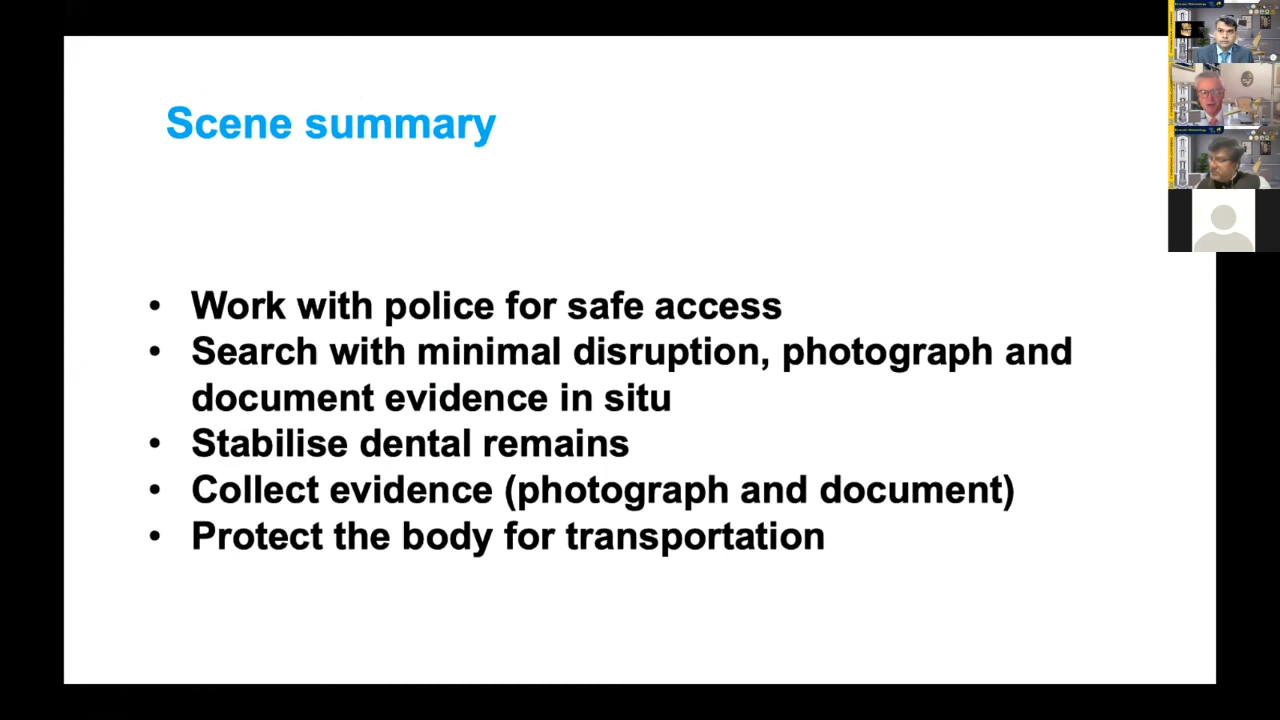 Scene summary
• Work with police for safe access
• Search with minimal disruption, photograph and
document evidence in situ
• Stabilise dental remains
• Collect evidence (photograph and document)
• Protect the body for transportation